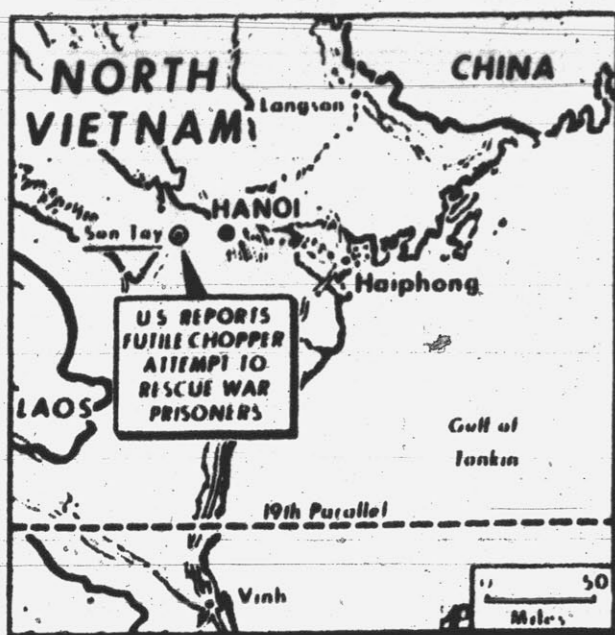 NORTH
VIETNAM
CHINA
Langson
HANOI
Son Tay
Haiphong
US REPORTS
FUTILE CHOPPER
ATTEMPT TO
RESCUE WAR
PRISONERS
LAOS
Gulf of
Tonkin
19th Parallel
Vinh
0 50
Miles